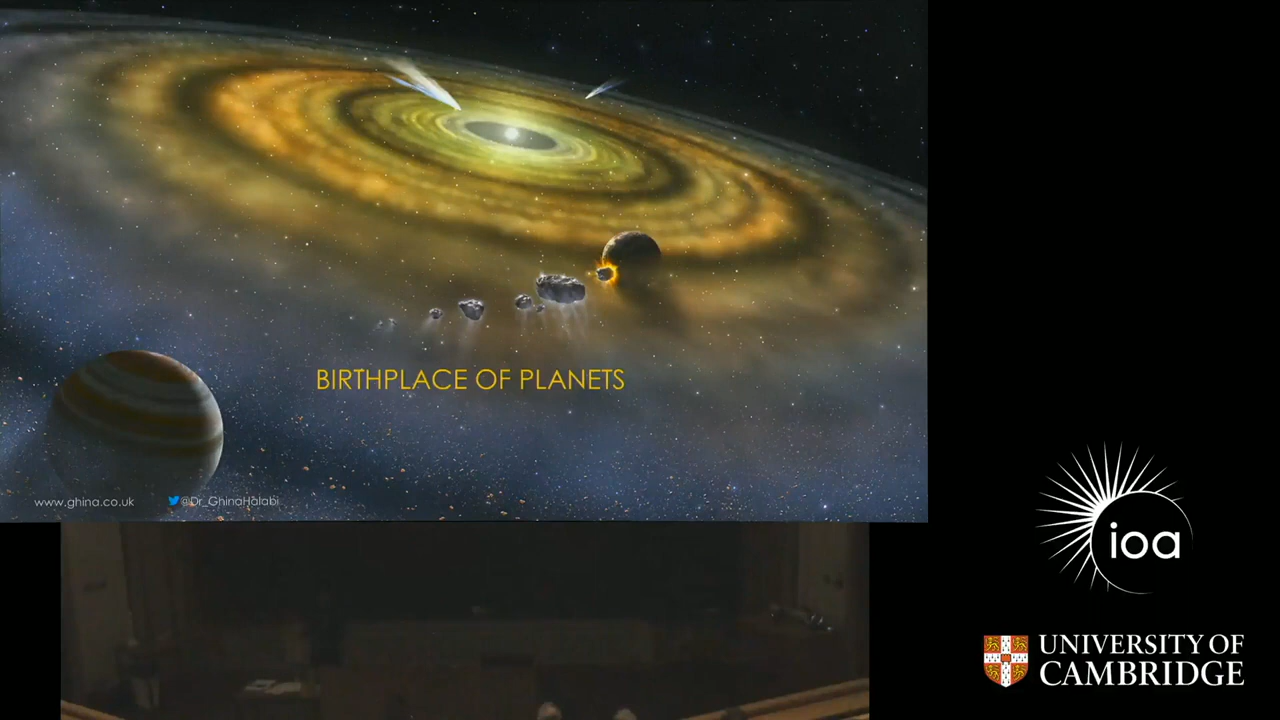 BIRTHPLACE OF PLANETS
www.ghina.co.uk
@Dr_GhinaHalabi
ioa
UNIVERSITY OF
CAMBRIDGE